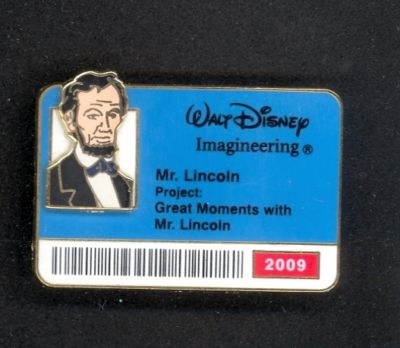 Walt Disney
Imagineering ®
Mr. Lincoln
Project:
Great Moments with
Mr. Lincoln
2009